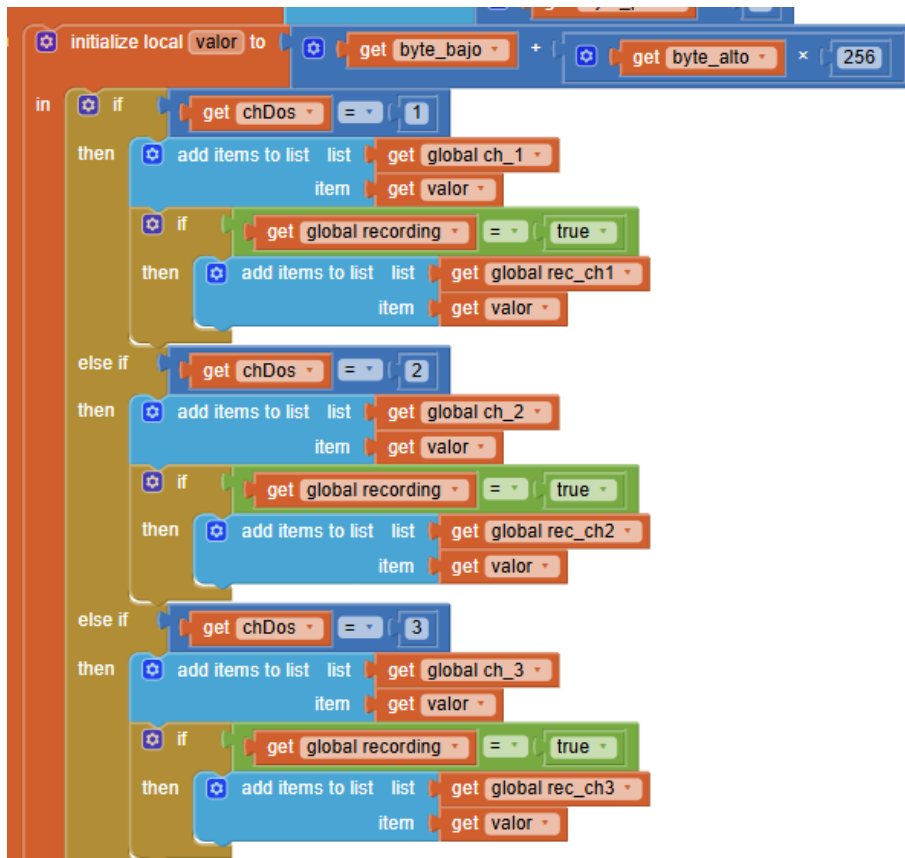 initialize local valor to get byte_bajo + get byte_alto × 256
in if get chDos = 1
then add items to list list get global ch_1
item get valor
if get global recording = true
then add items to list list get global rec_ch1
item get valor
else if get chDos = 2
then add items to list list get global ch_2
item get valor
if get global recording = true
then add items to list list get global rec_ch2
item get valor
else if get chDos = 3
then add items to list list get global ch_3
item get valor
if get global recording = true
then add items to list list get global rec_ch3
item get valor